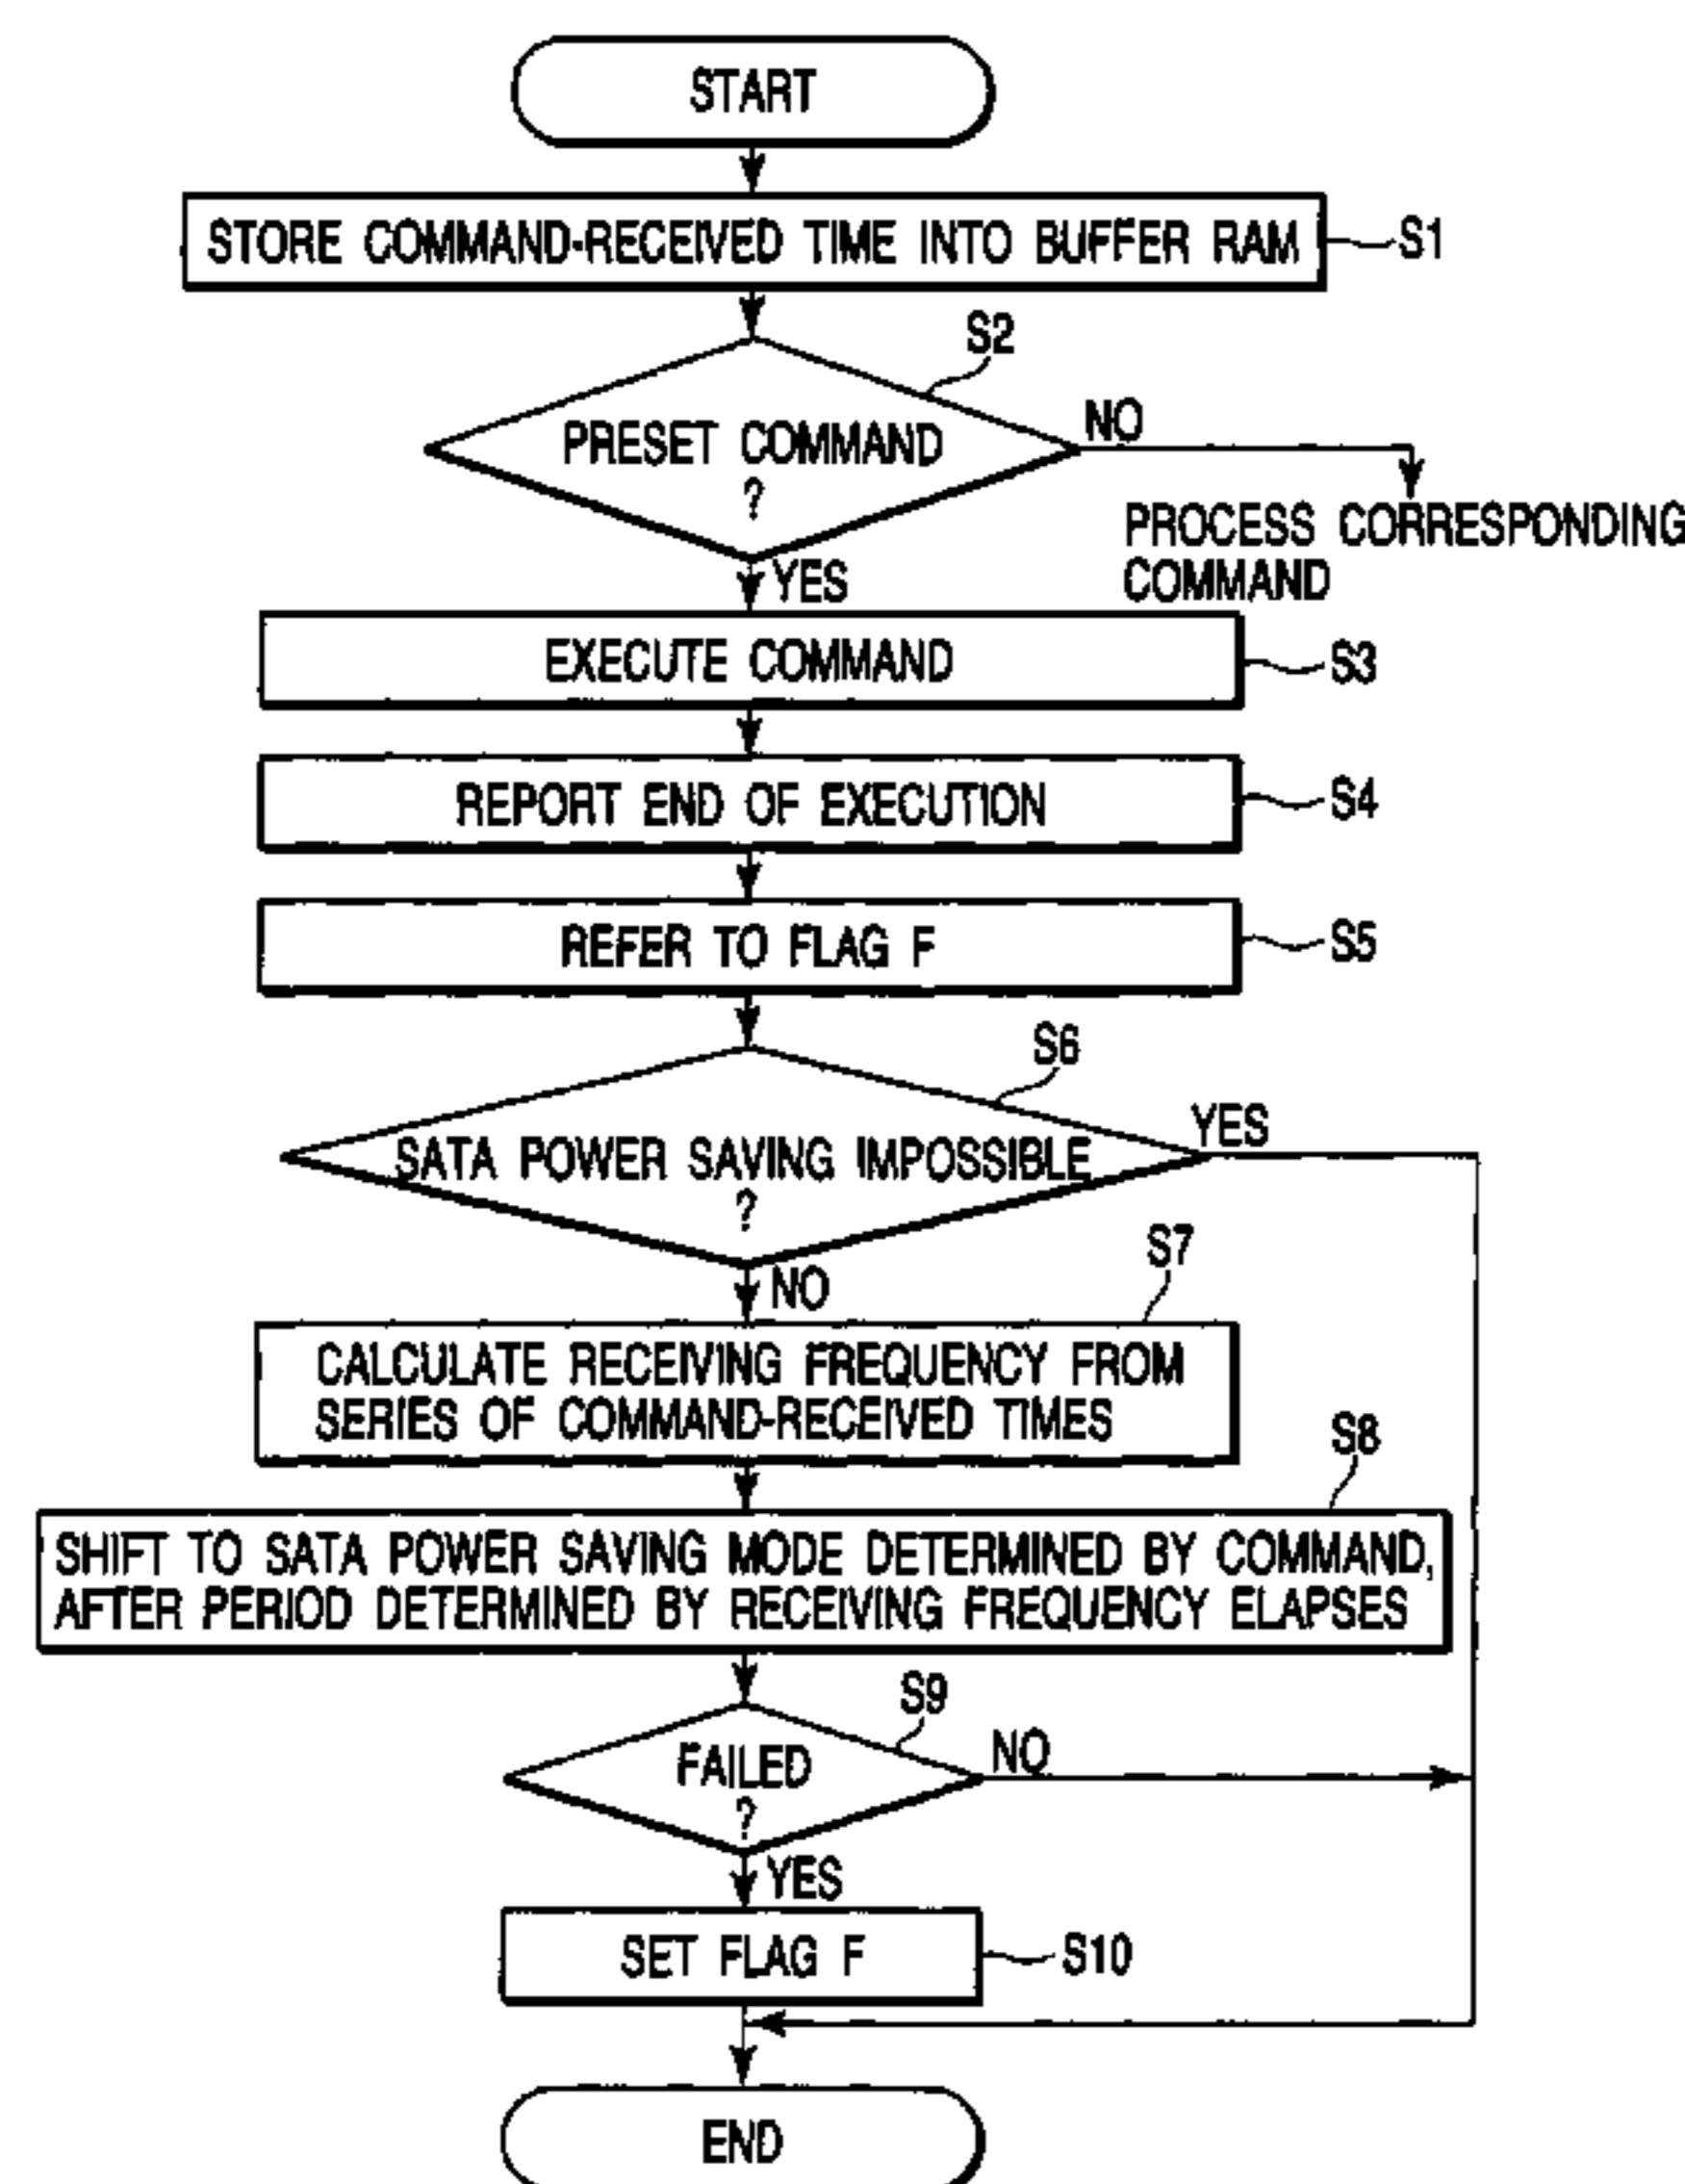 START
STORE COMMAND-RECEIVED TIME INTO BUFFER RAM
S1
S2
PRESET COMMAND
?
NO
PROCESS CORRESPONDING
COMMAND
YES
EXECUTE COMMAND
S3
REPORT END OF EXECUTION
S4
REFER TO FLAG F
S5
S6
SATA POWER SAVING IMPOSSIBLE
?
YES
NO
S7
CALCULATE RECEIVING FREQUENCY FROM
SERIES OF COMMAND-RECEIVED TIMES
S8
SHIFT TO SATA POWER SAVING MODE DETERMINED BY COMMAND,
AFTER PERIOD DETERMINED BY RECEIVING FREQUENCY ELAPSES
S9
FAILED
?
NO
YES
SET FLAG F
S10
END